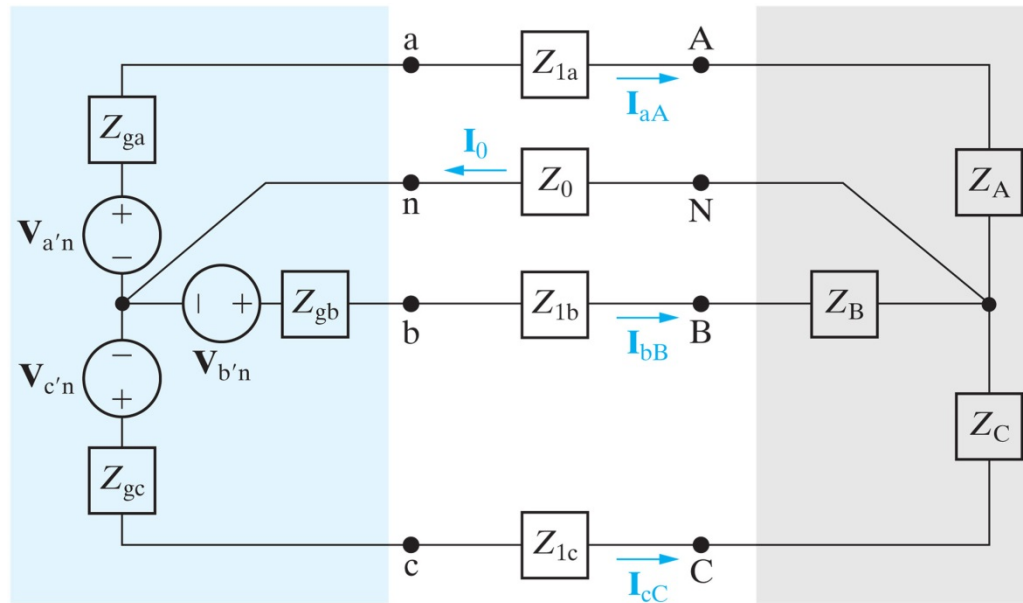 a
Z1a
A
IaA
Zga
I0
n
Z0
N
ZA
+
Va′n
−
− +
Zgb
b
Z1b
B
ZB
IbB
Vb′n
−
Vc′n
+
ZC
Zgc
c
Z1c
C
IcC